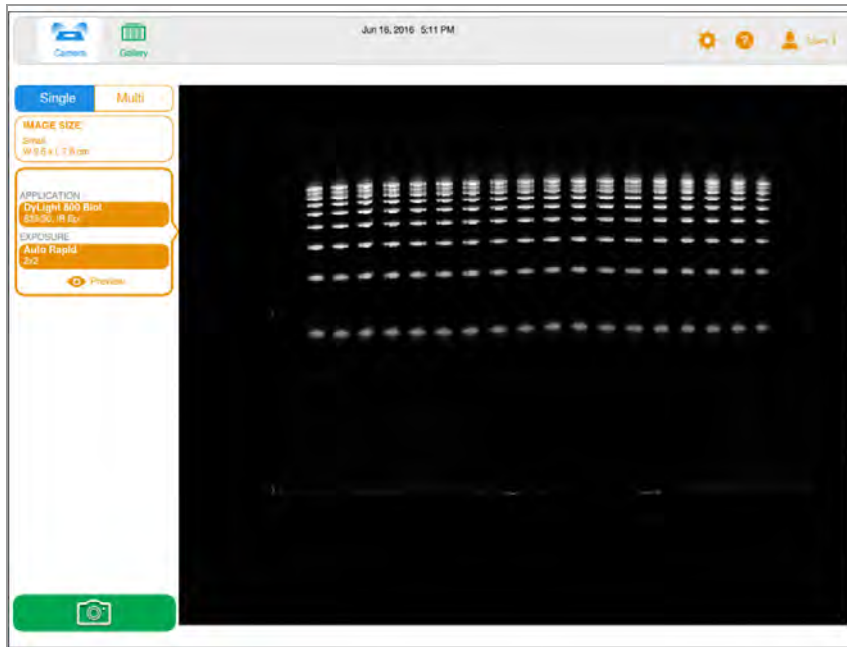 Jun 16, 2016 5:11 PM
Camera
Gallery
Single
Multi
IMAGE SIZE
Small
APPLICATION
DyLight 800 Blot
EXPOSURE
Auto Rapid
2x2
Preview